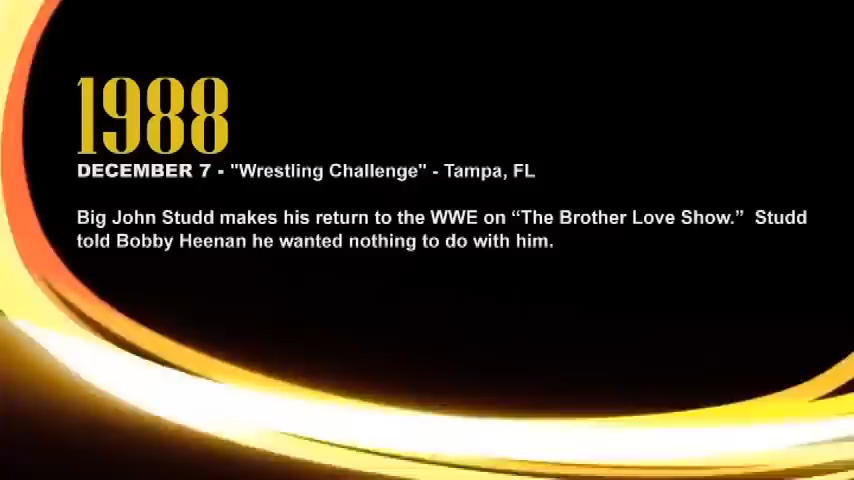 1988
DECEMBER 7 - "Wrestling Challenge" - Tampa, FL
Big John Studd makes his return to the WWE on “The Brother Love Show.”  Studd
told Bobby Heenan he wanted nothing to do with him.